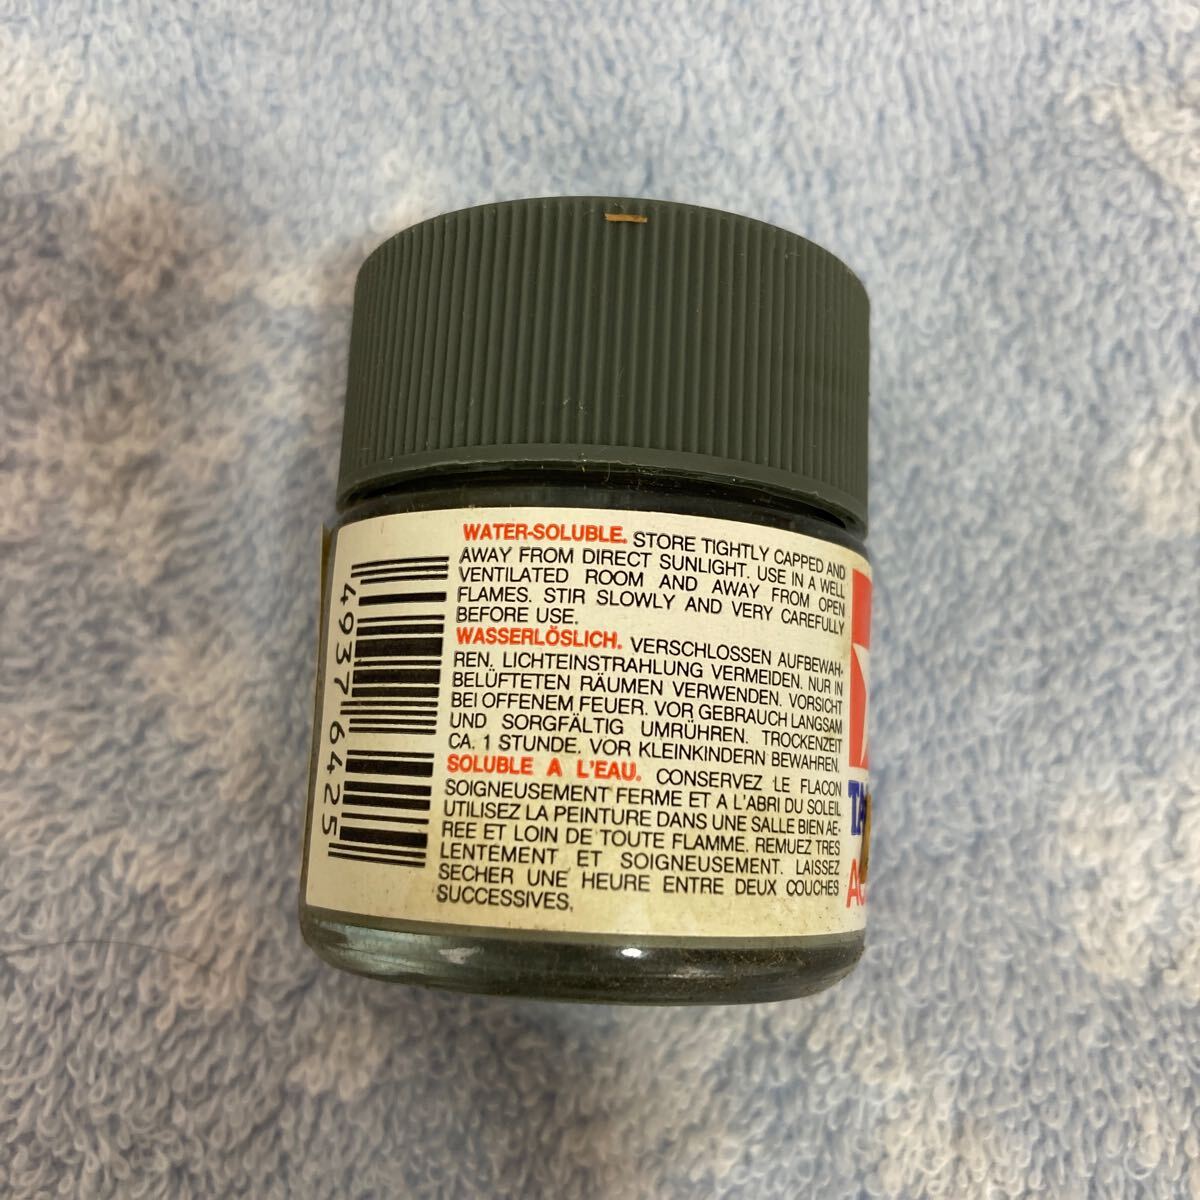 WATER-SOLUBLE. STORE TIGHTLY CAPPED AND
AWAY FROM DIRECT SUNLIGHT. USE IN A WELL
VENTILATED ROOM AND AWAY FROM OPEN
FLAMES. STIR SLOWLY AND VERY CAREFULLY
BEFORE USE.
WASSERLÖSLICH. VERSCHLOSSEN AUFBEWAH-
REN. LICHTEINSTRAHLUNG VERMEIDEN. NUR IN
BELÜFTETEN RÄUMEN VERWENDEN. VORSICHT
BEI OFFENEM FEUER. VOR GEBRAUCH LANGSAM
UND SORGFÄLTIG UMRÜHREN. TROCKENZEIT
CA. 1 STUNDE. VOR KLEINKINDERN BEWAHREN.
SOLUBLE A L'EAU. CONSERVEZ LE FLACON
SOIGNEUSEMENT FERME ET A L'ABRI DU SOLEIL
UTILISEZ LA PEINTURE DANS UNE SALLE BIEN AE-
REE ET LOIN DE TOUTE FLAMME. REMUEZ TRES
LENTEMENT ET SOIGNEUSEMENT. LAISSEZ
SECHER UNE HEURE ENTRE DEUX COUCHES
SUCCESSIVES.
49376425